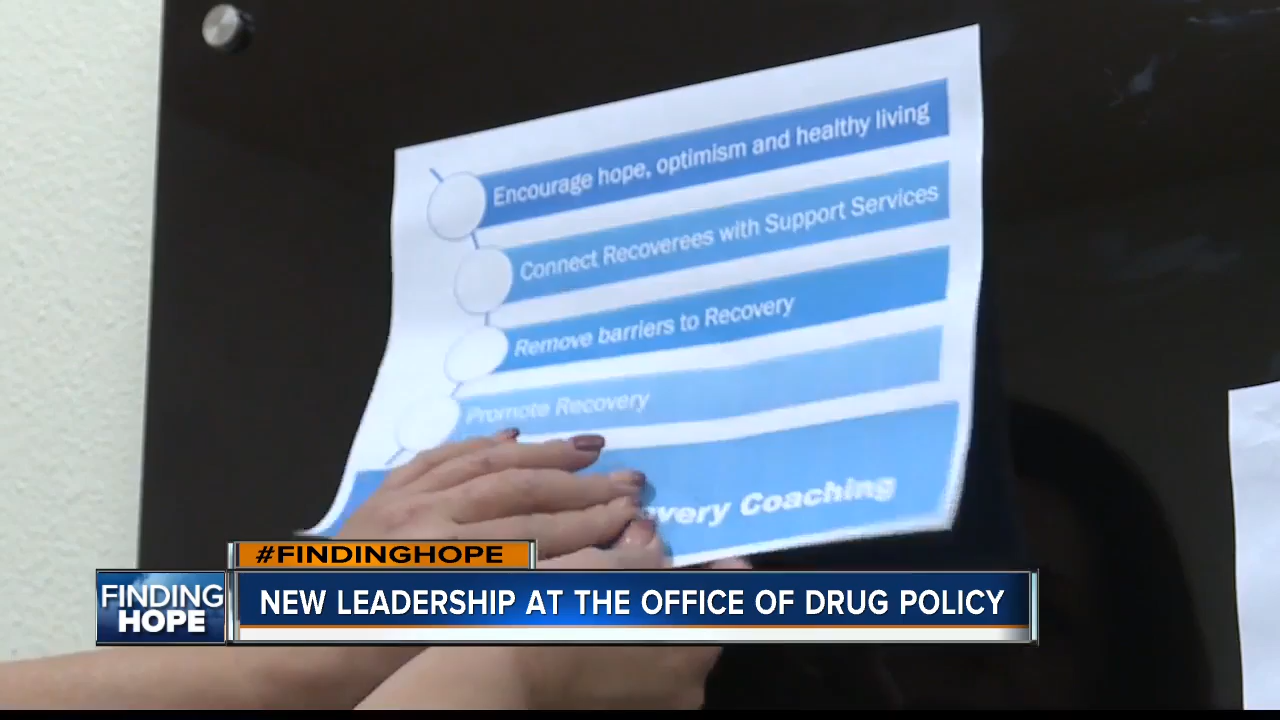 Encourage hope, optimism and healthy living
Connect Recoverees with Support Services
Remove barriers to Recovery
Promote Recovery
Coaching
#FINDINGHOPE
FINDING
HOPE
NEW LEADERSHIP AT THE OFFICE OF DRUG POLICY